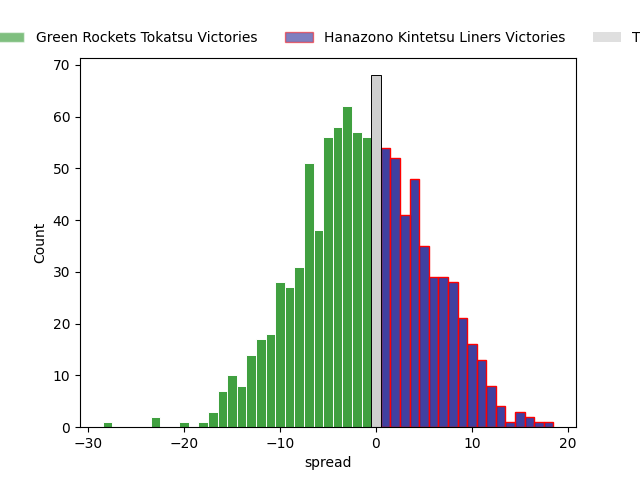 Green Rockets Tokatsu Victories Hanazono Kintetsu Liners Victories T
70
60
50
40
30
20
10
0
Count
−30 −20 −10 0 10 20
spread